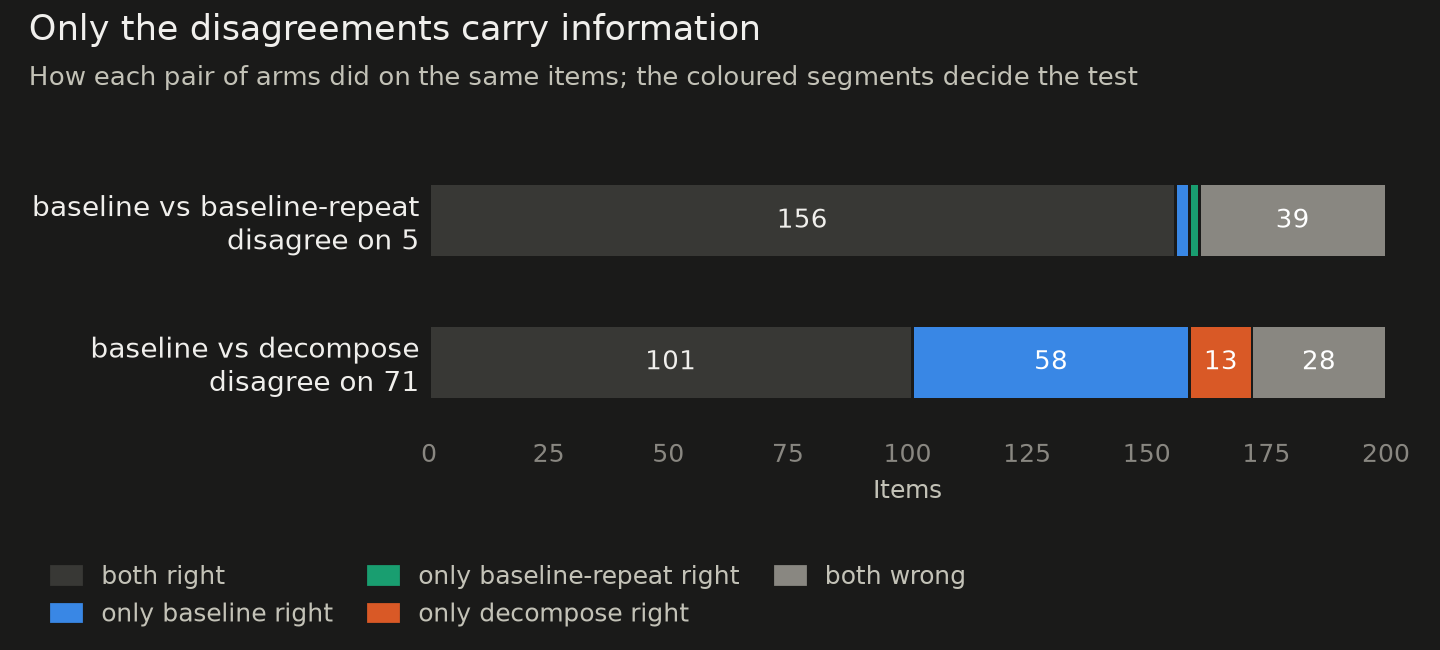 Only the disagreements carry information
How each pair of arms did on the same items; the coloured segments decide the test
baseline vs baseline-repeat
disagree on 5
156
39
baseline vs decompose
disagree on 71
101
58
13
28
0 25 50 75 100 125 150 175 200
Items
both right
only baseline right
only baseline-repeat right
only decompose right
both wrong